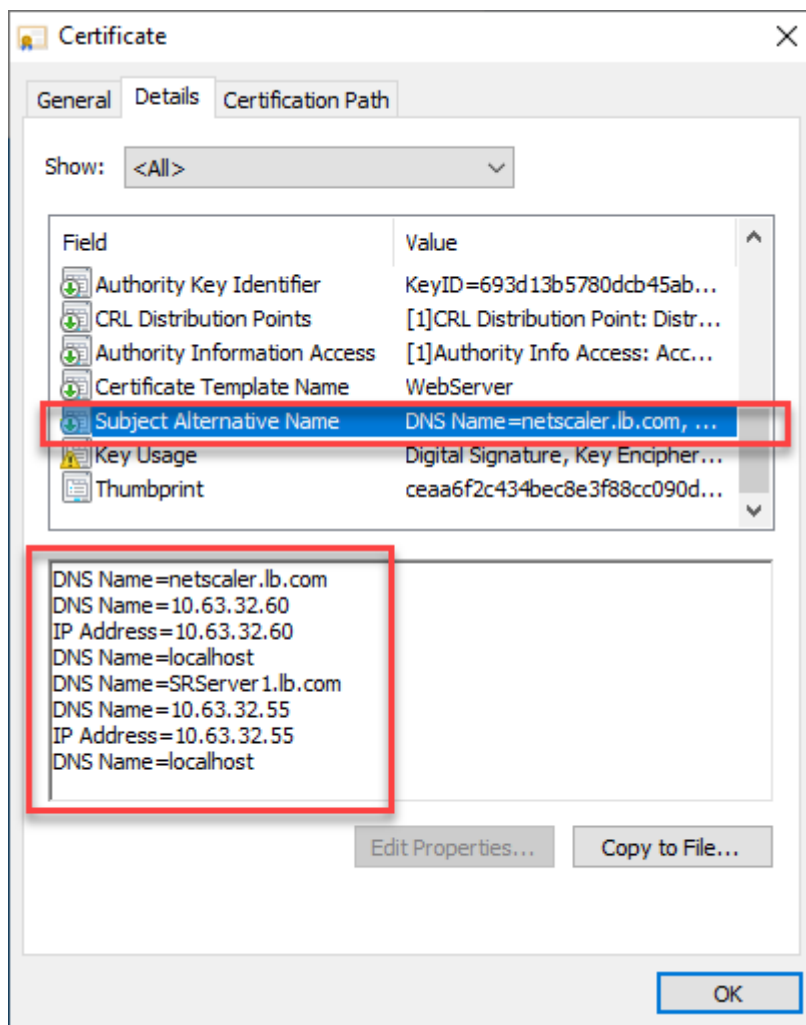 Certificate
General Details Certification Path
Show: <All>
Field Value
Authority Key Identifier KeyID=693d13b5780dcb45ab...
CRL Distribution Points [1]CRL Distribution Point: Distr...
Authority Information Access [1]Authority Info Access: Acc...
Certificate Template Name WebServer
Subject Alternative Name DNS Name=netscaler.lb.com, ...
Key Usage Digital Signature, Key Encipher...
Thumbprint ceaa6f2c434bec8e3f88cc090d...
DNS Name=netscaler.lb.com
DNS Name=10.63.32.60
IP Address=10.63.32.60
DNS Name=localhost
DNS Name=SRServer1.lb.com
DNS Name=10.63.32.55
IP Address=10.63.32.55
DNS Name=localhost
Edit Properties... Copy to File...
OK